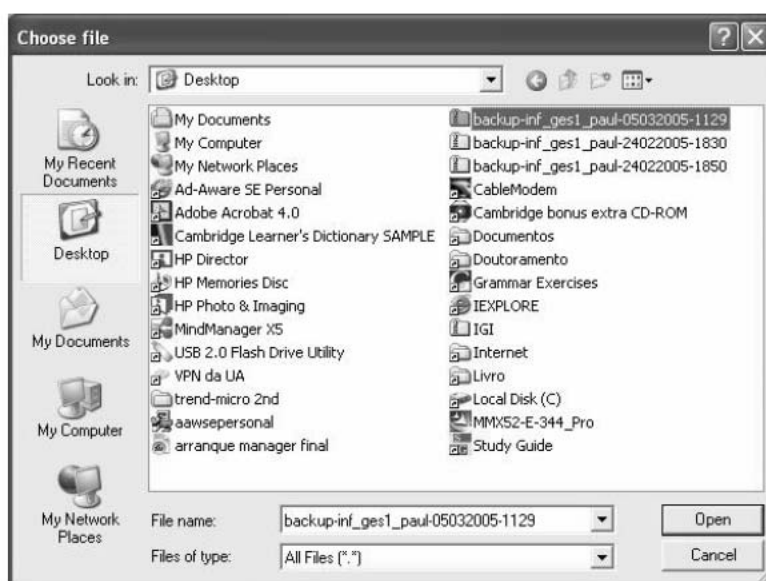 Choose file
Look in: Desktop
My Recent
Documents
Desktop
My Documents
My Computer
My Network
Places
My Documents
My Computer
My Network Places
Ad-Aware SE Personal
Adobe Acrobat 4.0
Cambridge Learner's Dictionary SAMPLE
HP Director
HP Memories Disc
HP Photo & Imaging
MindManager X5
USB 2.0 Flash Drive Utility
VPN da UA
trend-micro 2nd
aawsepersonal
arranque manager final
backup-inf_ges1_paul-05032005-1129
backup-inf_ges1_paul-24022005-1830
backup-inf_ges1_paul-24022005-1850
CableModem
Cambridge bonus extra CD-ROM
Documentos
Doutoramento
Grammar Exercises
IEXPLORE
IGI
Internet
Livro
Local Disk (C)
MMX52-E-344_Pro
Study Guide
File name: backup-inf_ges1_paul-05032005-1129
Open
Files of type: All Files (*.*)
Cancel